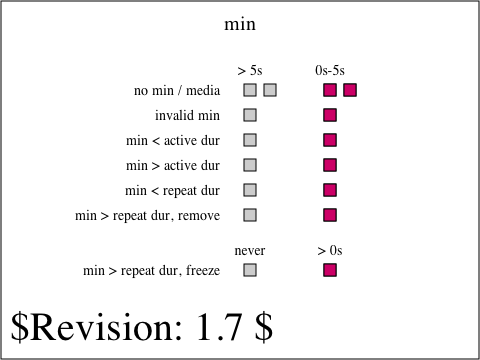 min
> 5s 0s-5s
no min / media
invalid min
min < active dur
min > active dur
min < repeat dur
min > repeat dur, remove
never > 0s
min > repeat dur, freeze
$Revision: 1.7 $